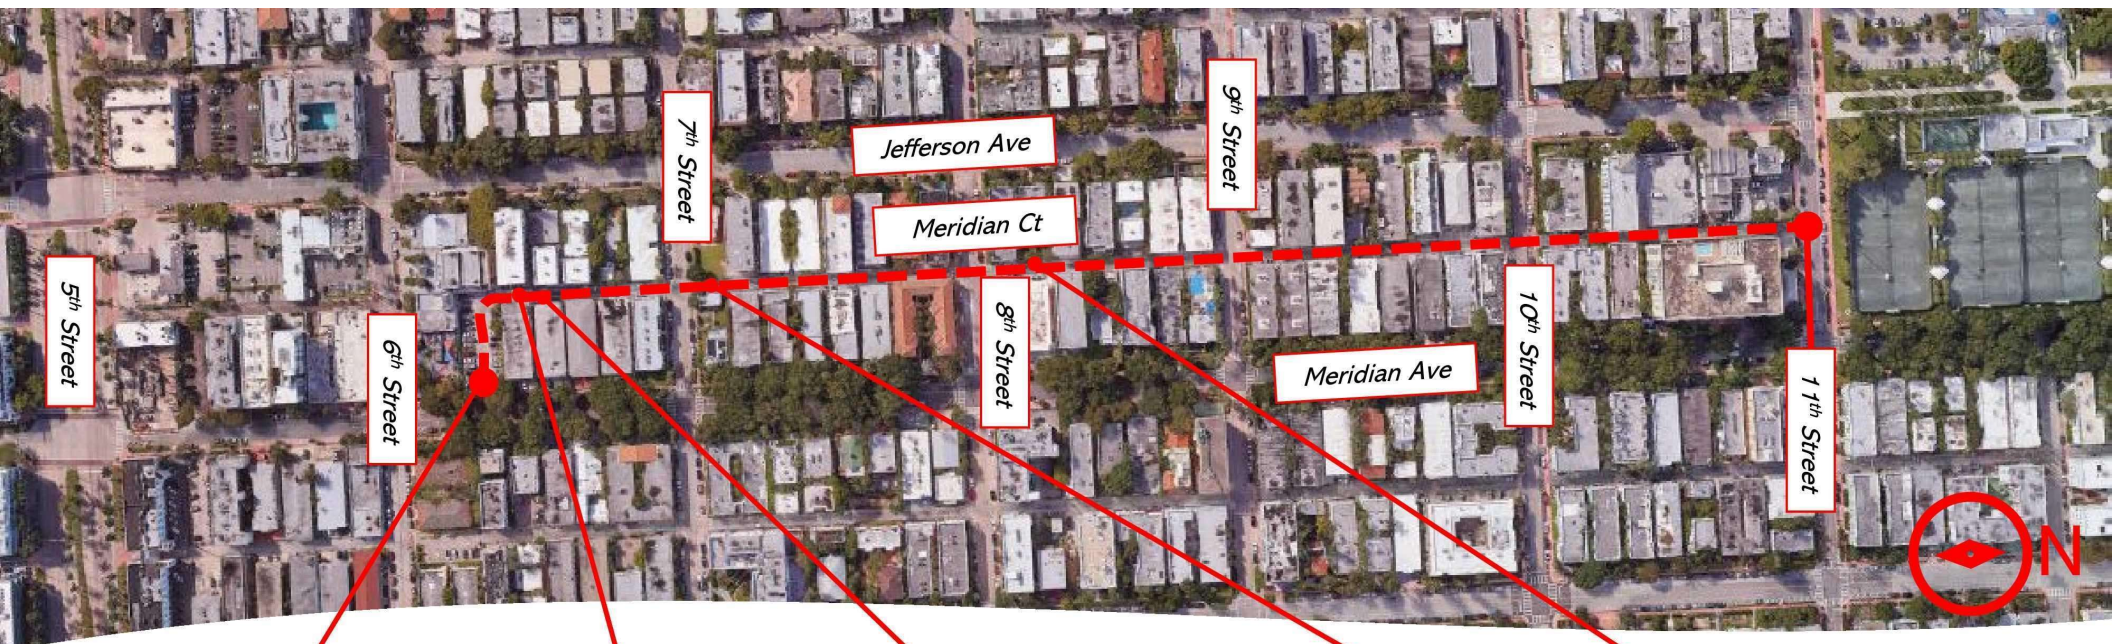 5th Street
6th Street
7th Street
Jefferson Ave
Meridian Ct
8th Street
9th Street
Meridian Ave
10th Street
11th Street
N